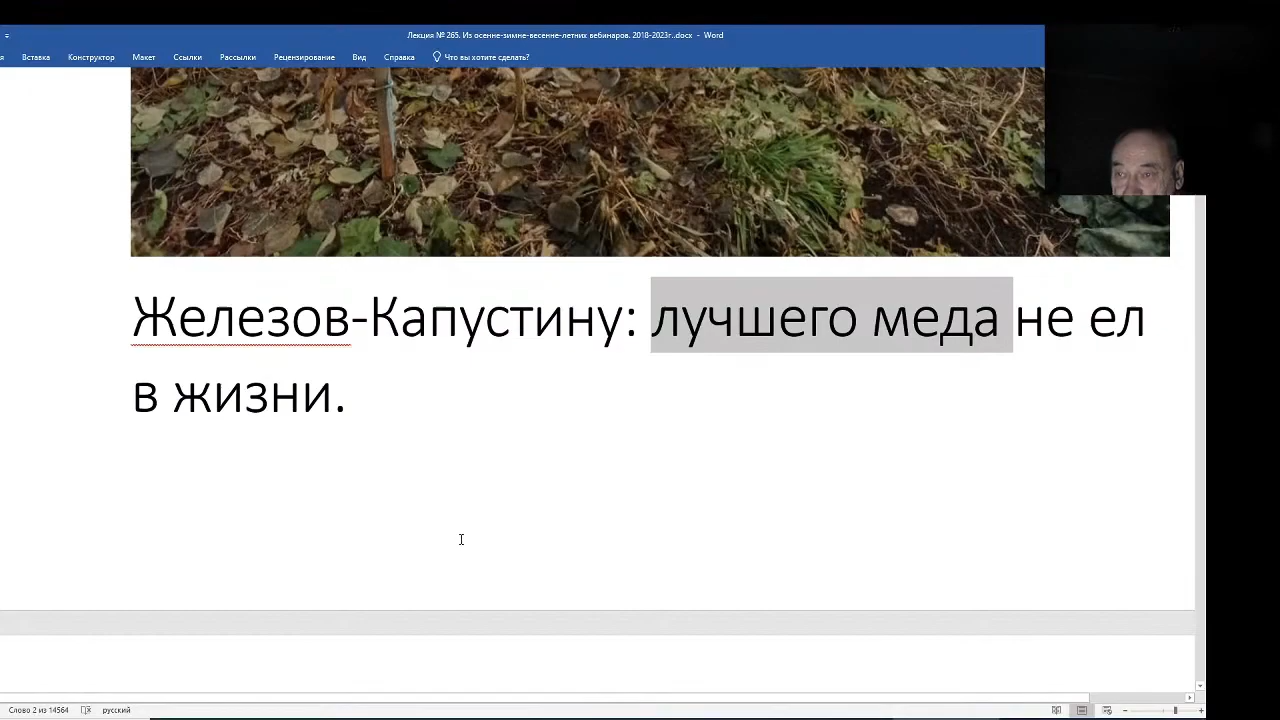 Лекция № 265. Из осенне-зимне-весенне-летних вебинаров. 2018-2023г..docx - Word
Вставка Конструктор Макет Ссылки Рассылки Рецензирование Вид Справка Что вы хотите сделать?
Железов-Капустину: лучшего меда не ел
в жизни.
Слово 2 из 14564 русский